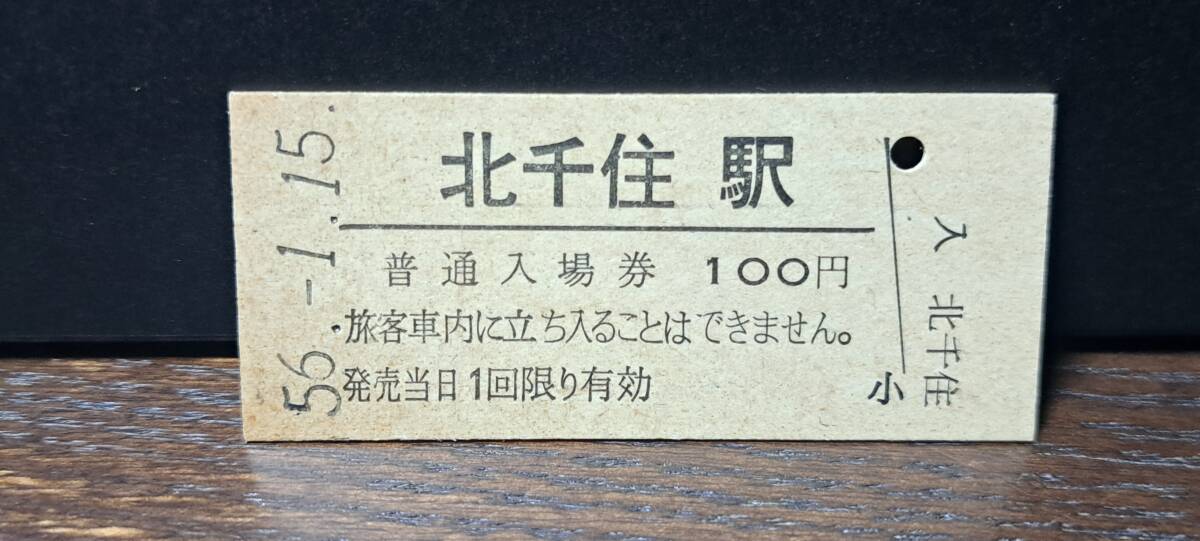 56.-1.15.
北千住 駅
普通入場券 100円
旅客車内に立ち入ることはできません。
発売当日1回限り有効
小
入 北千住